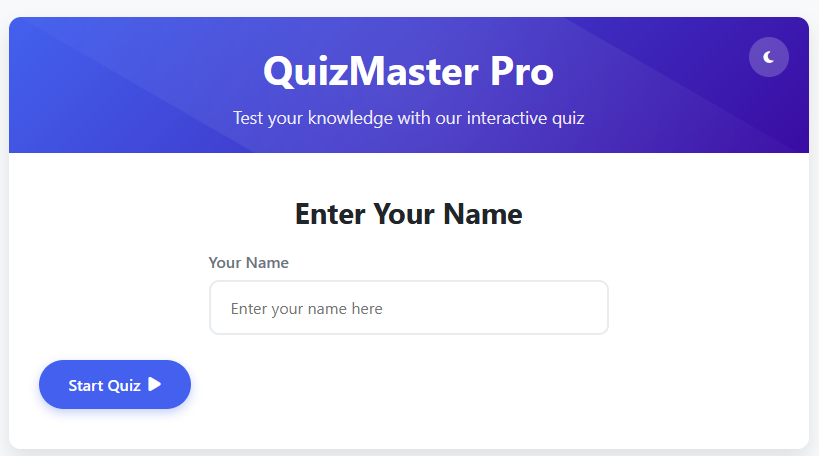 QuizMaster Pro
Test your knowledge with our interactive quiz
Enter Your Name
Your Name
Enter your name here
Start Quiz